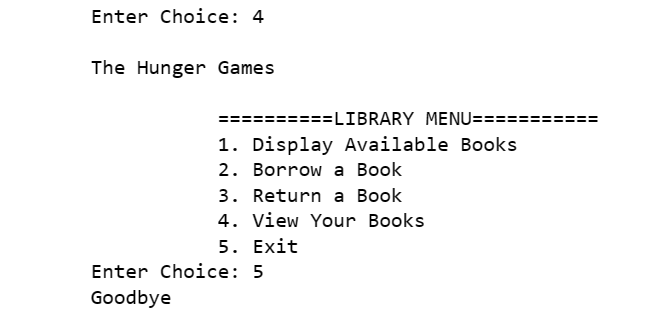 Enter Choice: 4
The Hunger Games
==========LIBRARY MENU===========
1. Display Available Books
2. Borrow a Book
3. Return a Book
4. View Your Books
5. Exit
Enter Choice: 5
Goodbye